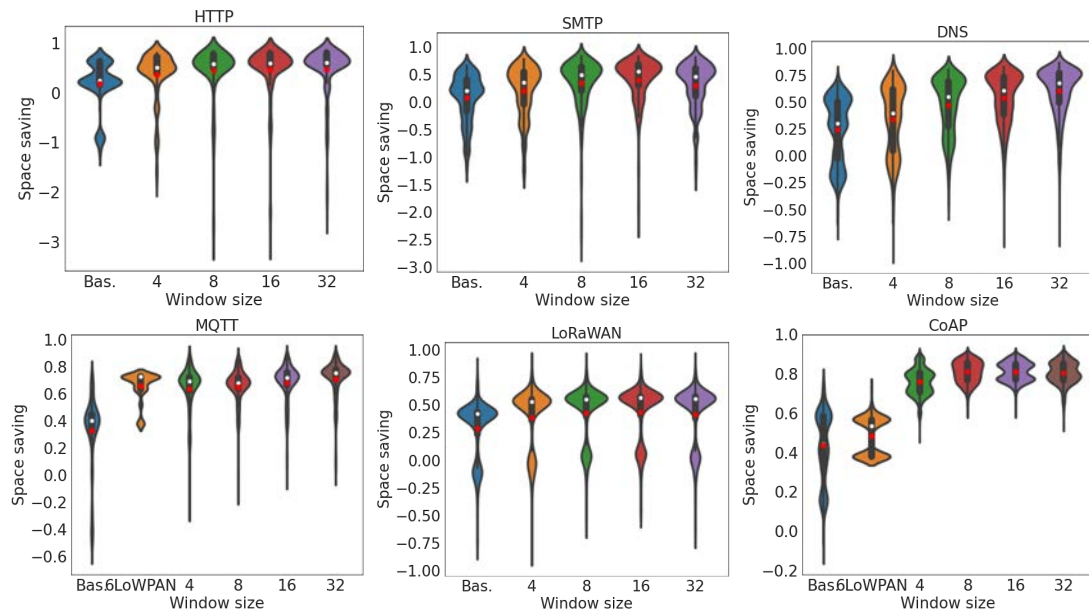 HTTP
1
0
−1
−2
−3
Space saving
Bas. 4 8 16 32
Window size
SMTP
1.0
0.5
0.0
−0.5
−1.0
−1.5
−2.0
−2.5
−3.0
Space saving
Bas. 4 8 16 32
Window size
DNS
1.00
0.75
0.50
0.25
0.00
−0.25
−0.50
−0.75
−1.00
Space saving
Bas. 4 8 16 32
Window size
MQTT
1.0
0.8
0.6
0.4
0.2
0.0
−0.2
−0.4
−0.6
Space saving
Bas. 6LoWPAN 4 8 16 32
Window size
LoRaWAN
1.00
0.75
0.50
0.25
0.00
−0.25
−0.50
−0.75
−1.00
Space saving
Bas. 4 8 16 32
Window size
CoAP
1.0
0.8
0.6
0.4
0.2
0.0
−0.2
Space saving
Bas. 6LoWPAN 4 8 16 32
Window size